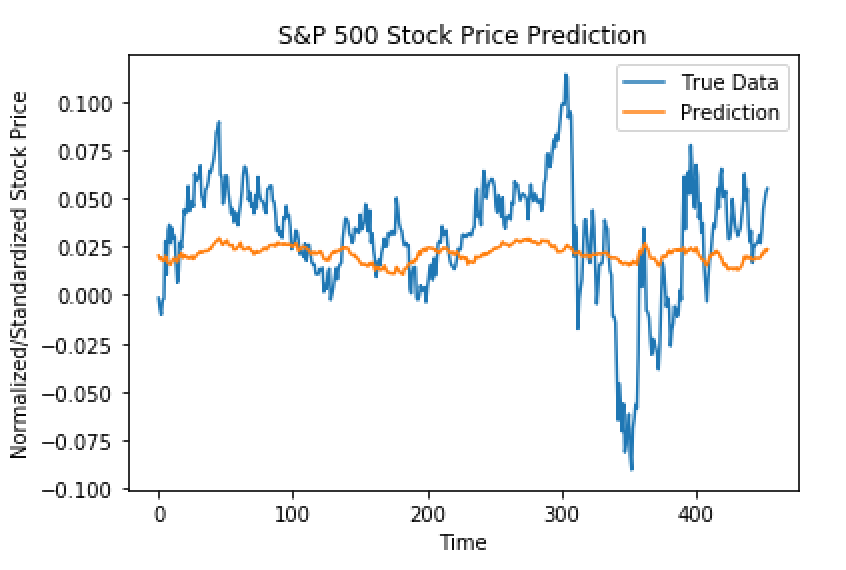 S&P 500 Stock Price Prediction
True Data
Prediction
Normalized/Standardized Stock Price
0.100
0.075
0.050
0.025
0.000
−0.025
−0.050
−0.075
−0.100
0 100 200 300 400
Time